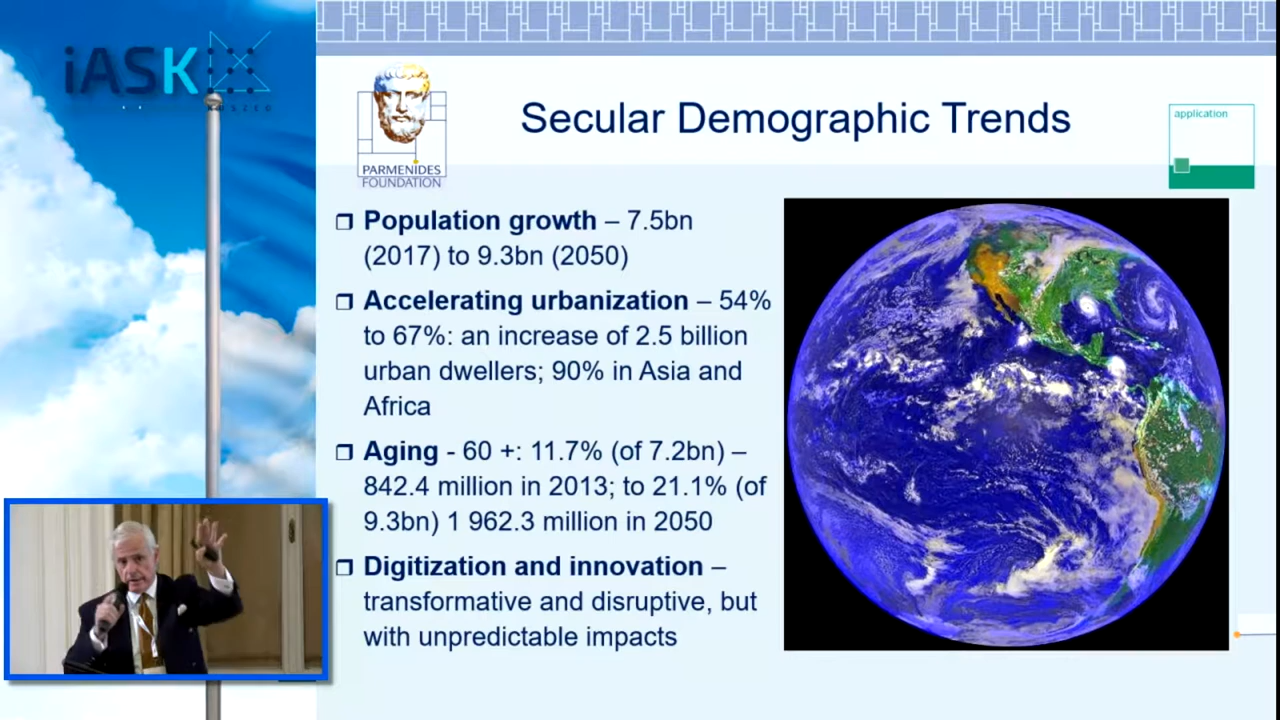 iASK
PARMENIDES
FOUNDATION
Secular Demographic Trends
application
❒ Population growth – 7.5bn
(2017) to 9.3bn (2050)
❒ Accelerating urbanization – 54%
to 67%: an increase of 2.5 billion
urban dwellers; 90% in Asia and
Africa
❒ Aging - 60 +: 11.7% (of 7.2bn) –
842.4 million in 2013; to 21.1% (of
9.3bn) 1 962.3 million in 2050
❒ Digitization and innovation –
transformative and disruptive, but
with unpredictable impacts